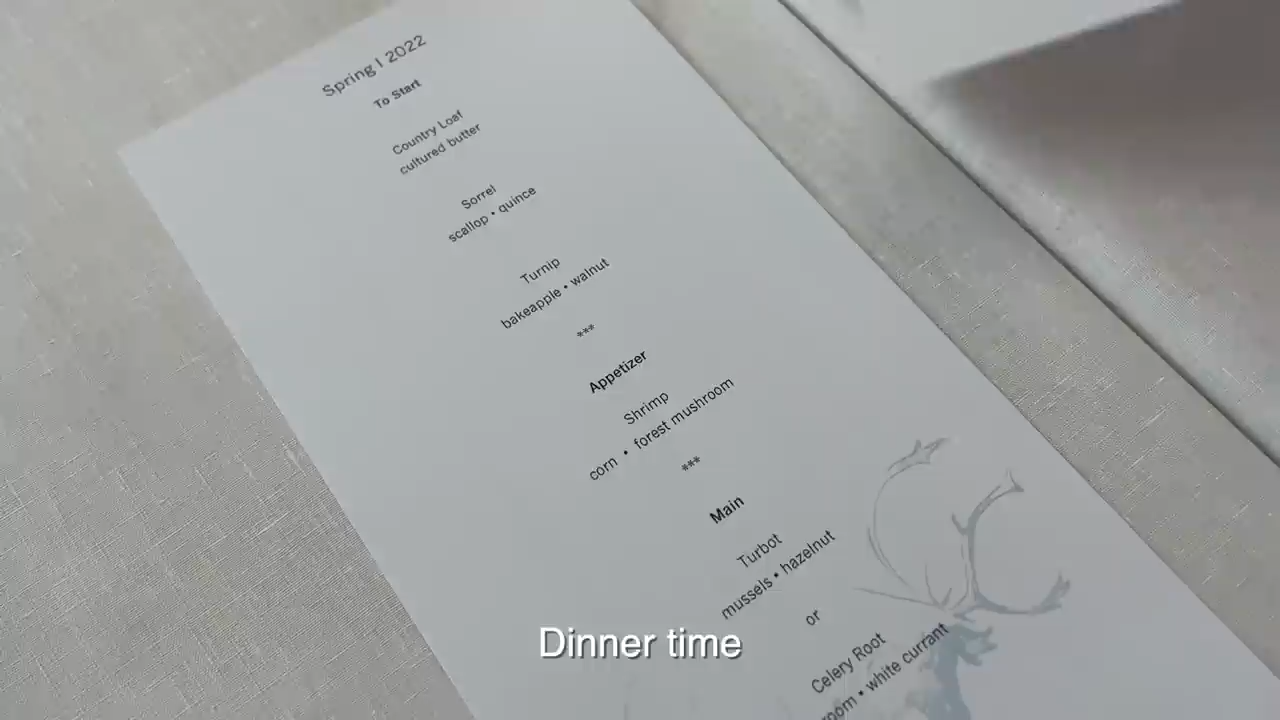 Spring | 2022
To Start
Country Loaf
cultured butter
Sorrel
scallop • quince
Turnip
bakeapple • walnut
***
Appetizer
Shrimp
corn • forest mushroom
***
Main
Turbot
mussels • hazelnut
or
Celery Root
• white currant
Dinner time